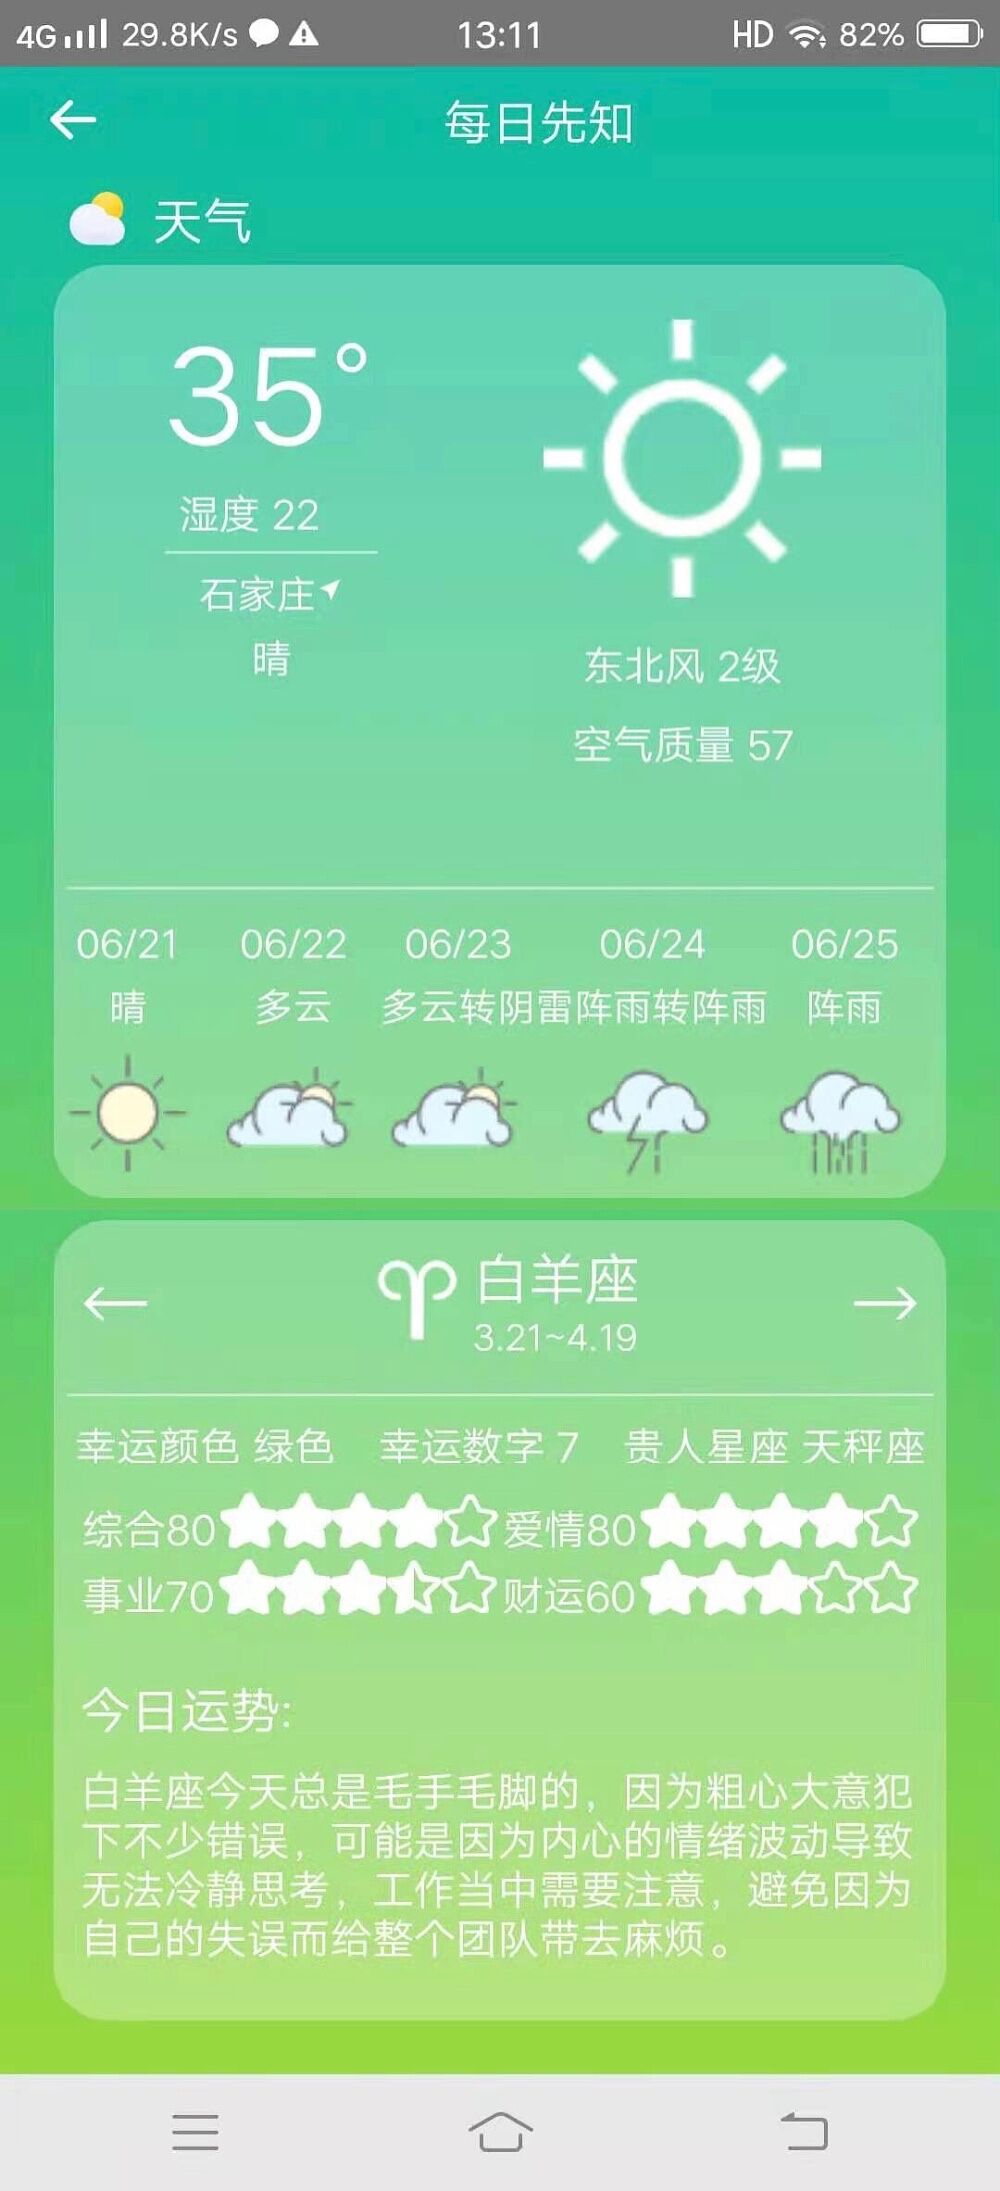 4G 29.8K/s 13:11 HD 82%
每日先知
天气
35°
湿度 22
石家庄
晴
东北风 2级
空气质量 57
06/21 06/22 06/23 06/24 06/25
晴 多云 多云转阴 雷阵雨转阵雨 阵雨
白羊座
3.21~4.19
幸运颜色 绿色 幸运数字 7 贵人星座 天秤座
综合80 爱情80
事业70 财运60
今日运势:
白羊座今天总是毛手毛脚的，因为粗心大意犯
下不少错误，可能是因为内心的情绪波动导致
无法冷静思考，工作当中需要注意，避免因为
自己的失误而给整个团队带去麻烦。